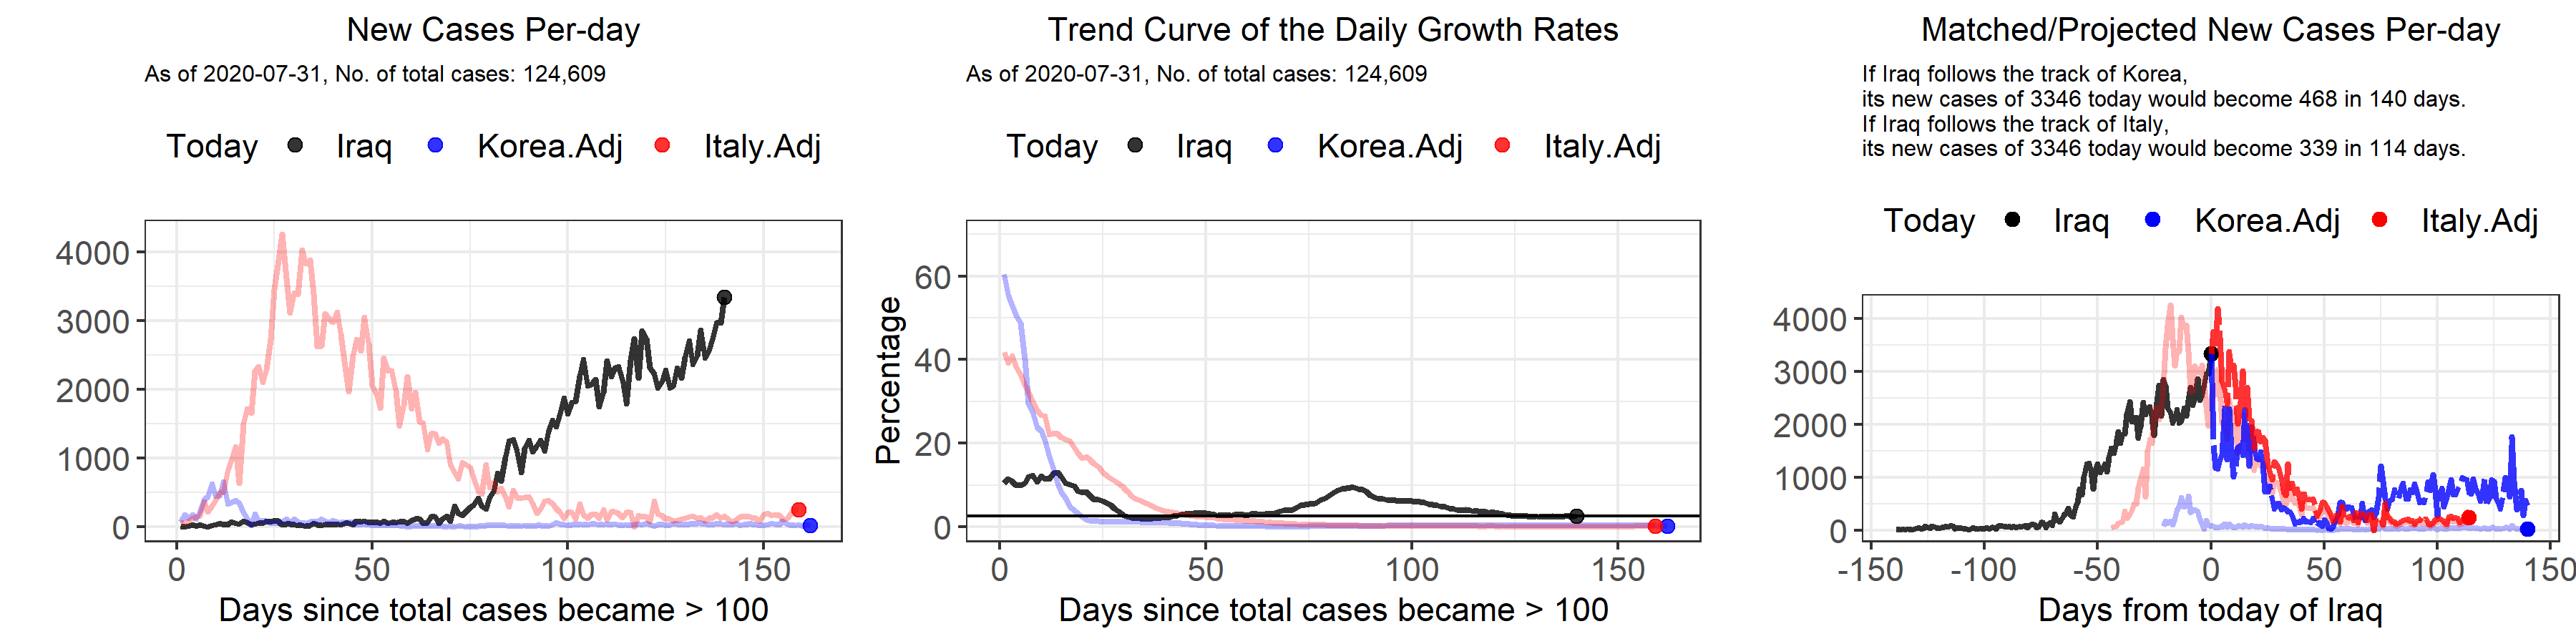 New Cases Per-day
As of 2020-07-31, No. of total cases: 124,609
Today Iraq Korea.Adj Italy.Adj
4000
3000
2000
1000
0
0 50 100 150
Days since total cases became > 100
Trend Curve of the Daily Growth Rates
As of 2020-07-31, No. of total cases: 124,609
Today Iraq Korea.Adj Italy.Adj
Percentage
60
40
20
0
0 50 100 150
Days since total cases became > 100
Matched/Projected New Cases Per-day
If Iraq follows the track of Korea,
its new cases of 3346 today would become 468 in 140 days.
If Iraq follows the track of Italy,
its new cases of 3346 today would become 339 in 114 days.
Today Iraq Korea.Adj Italy.Adj
4000
3000
2000
1000
0
-150 -100 -50 0 50 100 150
Days from today of Iraq